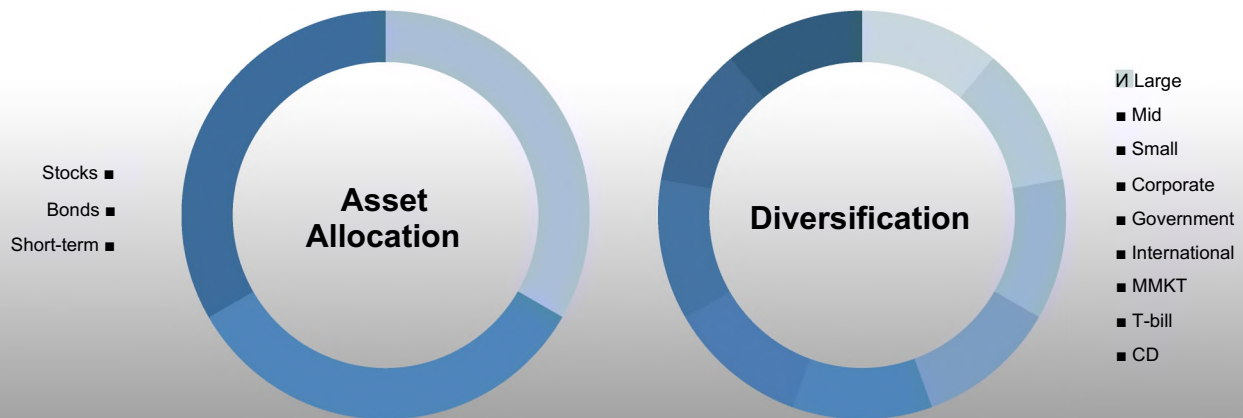 Stocks ■
Bonds ■
Short-term ■
Asset
Allocation
Diversification
И Large
■ Mid
■ Small
■ Corporate
■ Government
■ International
■ MMKT
■ T-bill
■ CD